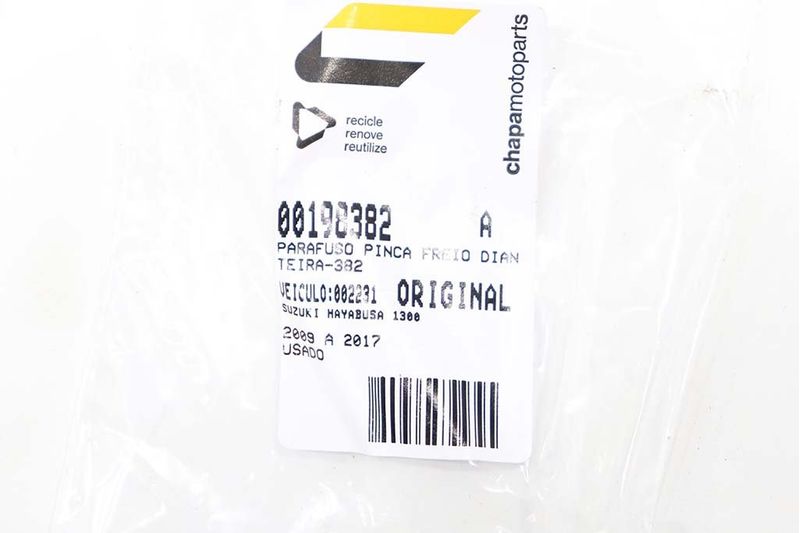 chapamotoparts
recicle
renove
reutilize
00198382 A
PARAFUSO PINCA FREIO DIAN
TEIRA-382
VEICULO:002231 ORIGINAL
SUZUKI HAYABUSA 1300
2009 A 2017
USADO